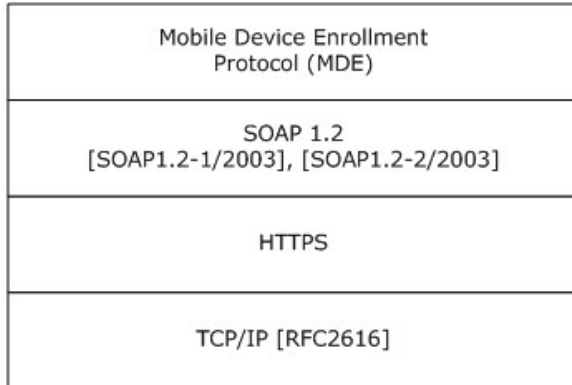 Mobile Device Enrollment
Protocol (MDE)
SOAP 1.2
[SOAP1.2-1/2003], [SOAP1.2-2/2003]
HTTPS
TCP/IP [RFC2616]